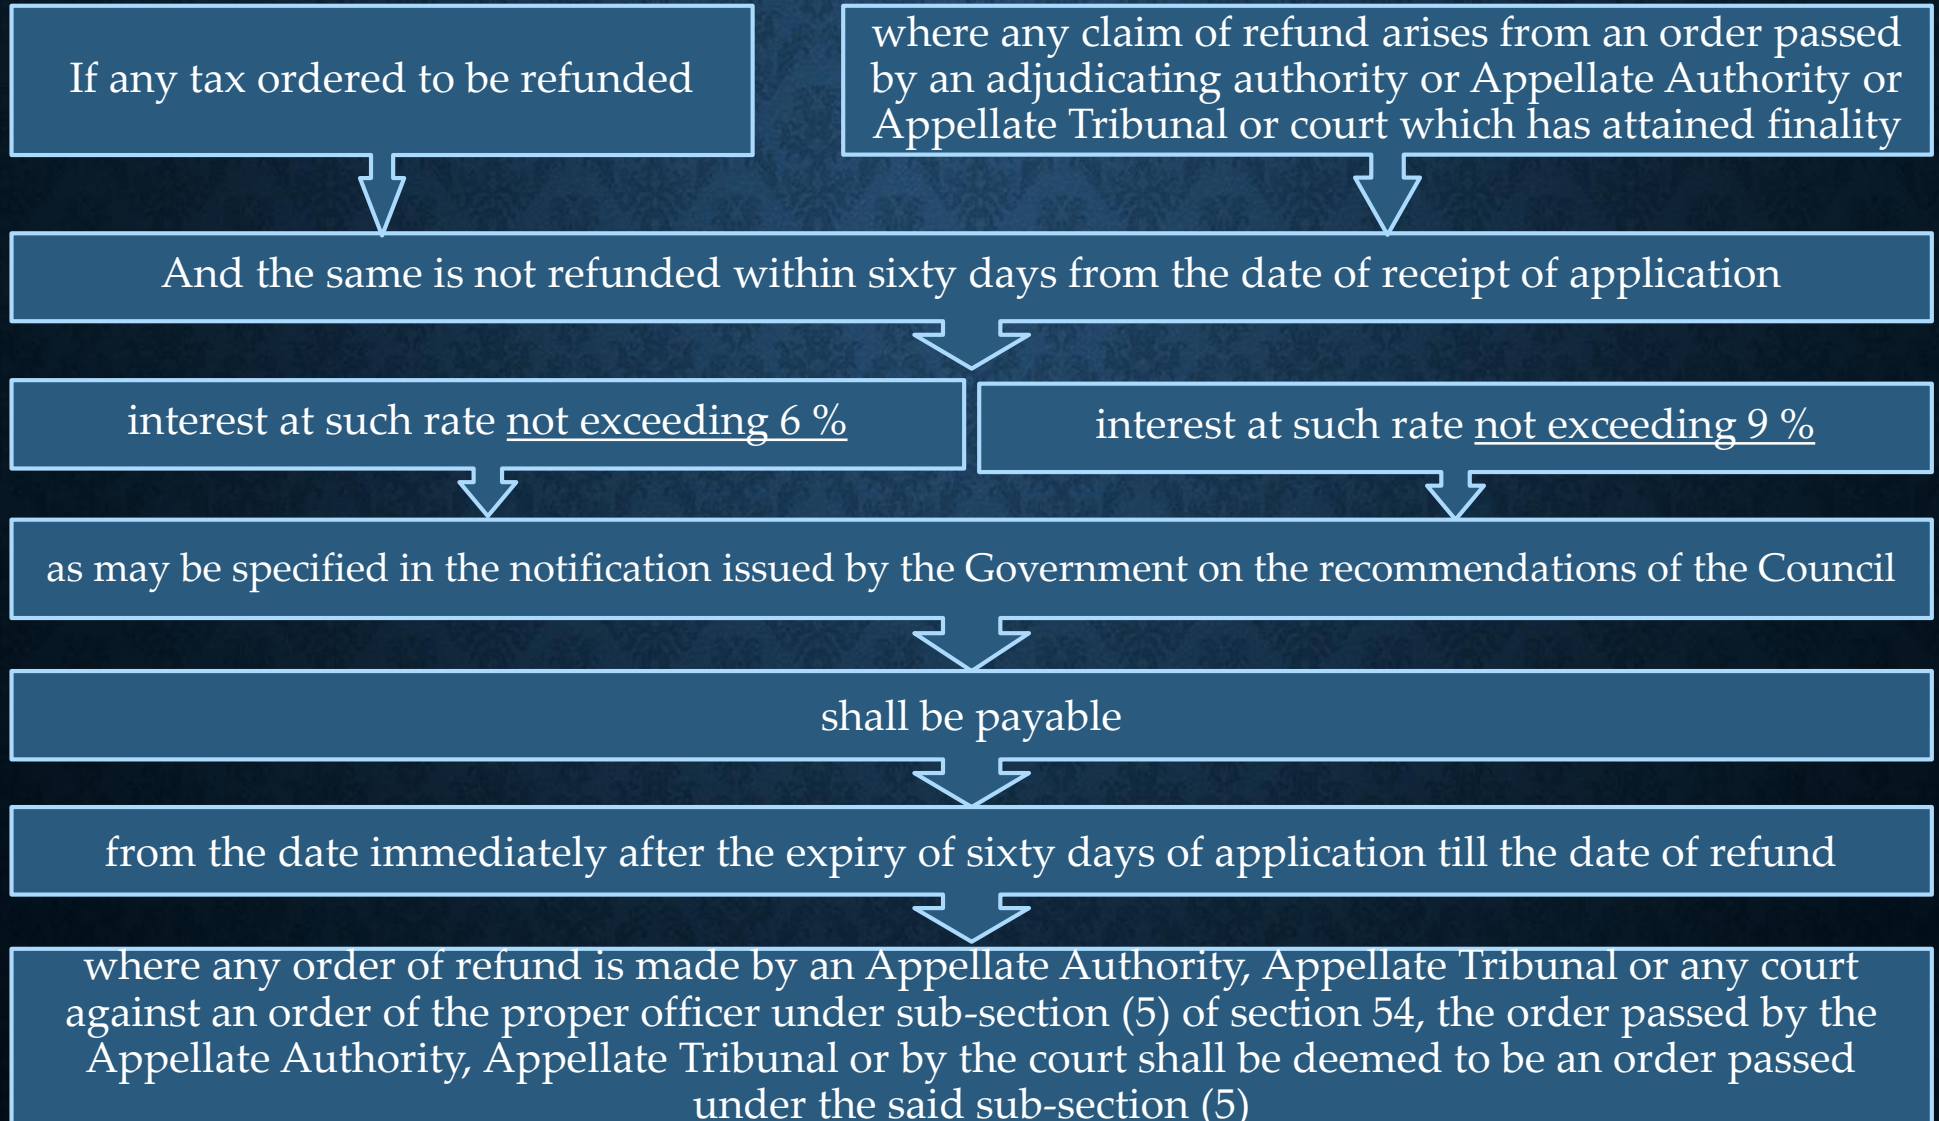 If any tax ordered to be refunded
where any claim of refund arises from an order passed
by an adjudicating authority or Appellate Authority or
Appellate Tribunal or court which has attained finality
And the same is not refunded within sixty days from the date of receipt of application
interest at such rate not exceeding 6 %
interest at such rate not exceeding 9 %
as may be specified in the notification issued by the Government on the recommendations of the Council
shall be payable
from the date immediately after the expiry of sixty days of application till the date of refund
where any order of refund is made by an Appellate Authority, Appellate Tribunal or any court
against an order of the proper officer under sub-section (5) of section 54, the order passed by the
Appellate Authority, Appellate Tribunal or by the court shall be deemed to be an order passed
under the said sub-section (5)